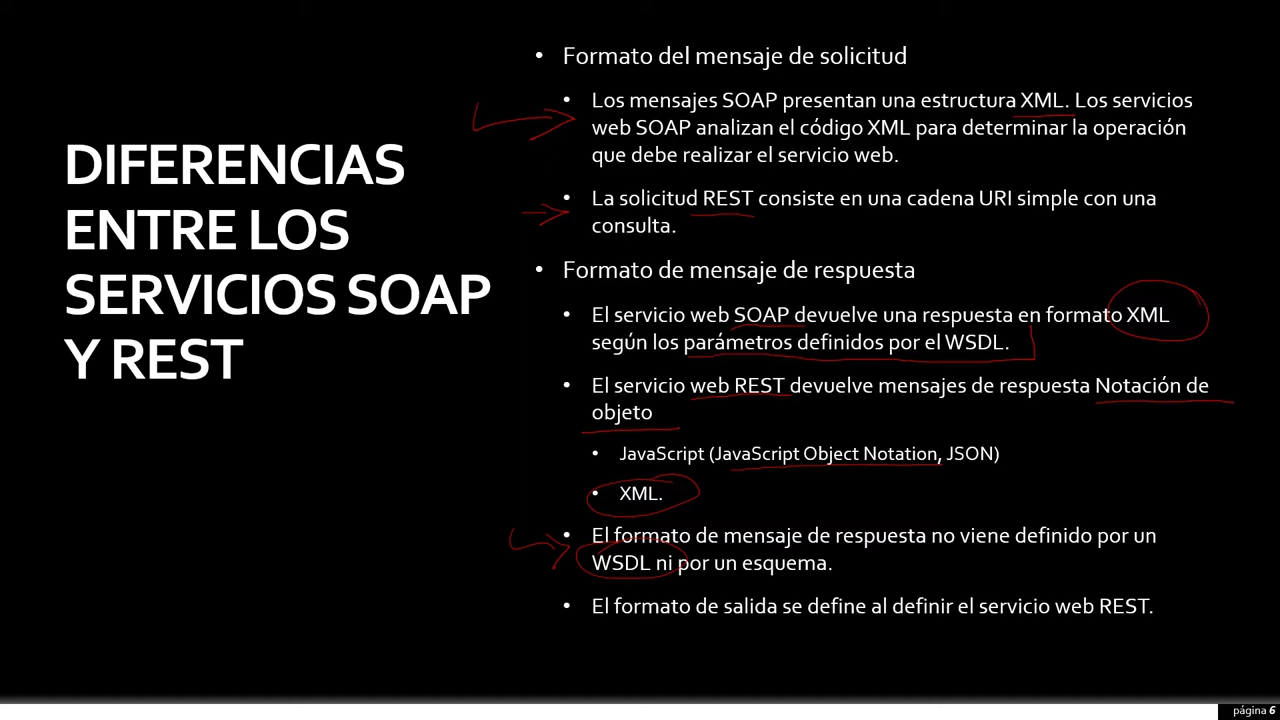 DIFERENCIAS
ENTRE LOS
SERVICIOS SOAP
Y REST
• Formato del mensaje de solicitud
• Los mensajes SOAP presentan una estructura XML. Los servicios
web SOAP analizan el código XML para determinar la operación
que debe realizar el servicio web.
• La solicitud REST consiste en una cadena URI simple con una
consulta.
• Formato de mensaje de respuesta
• El servicio web SOAP devuelve una respuesta en formato XML
según los parámetros definidos por el WSDL.
• El servicio web REST devuelve mensajes de respuesta Notación de
objeto
• JavaScript (JavaScript Object Notation, JSON)
• XML.
• El formato de mensaje de respuesta no viene definido por un
WSDL ni por un esquema.
• El formato de salida se define al definir el servicio web REST.
página 6